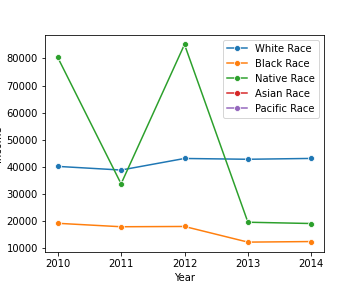 White Race
Black Race
Native Race
Asian Race
Pacific Race
80000
70000
60000
50000
40000
30000
20000
10000
2010 2011 2012 2013 2014
Year